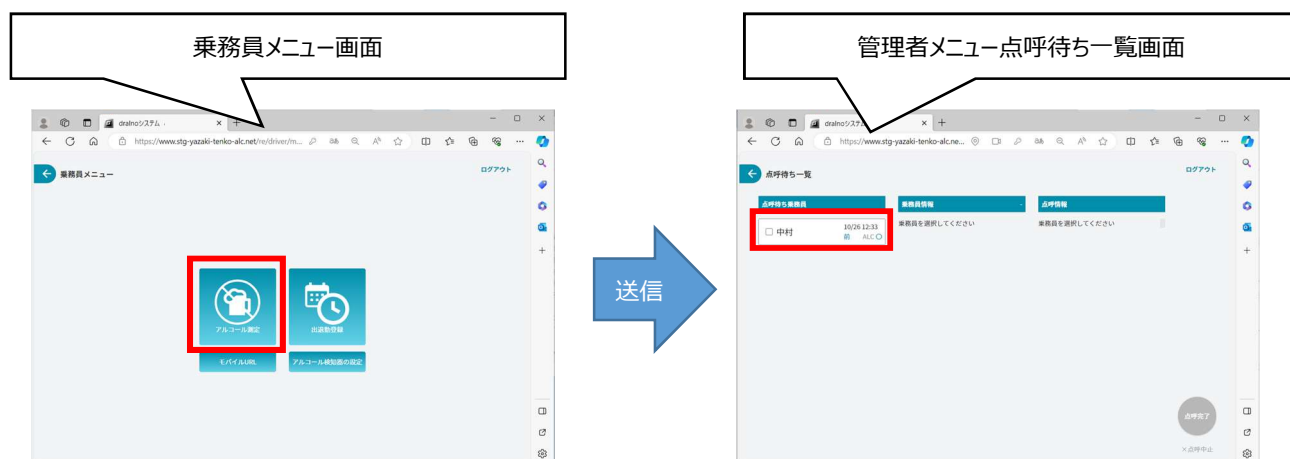 乗務員メニュー画面
管理者メニュー点呼待ち一覧画面
dralnoシステム
https://www.stg-yazaki-tenko-alc.net/re/driver/m...
乗務員メニュー
ログアウト
アルコール測定
出退勤登録
モバイルURL
アルコール検知器の設定
送信
dralnoシステム
https://www.stg-yazaki-tenko-alc.ne...
点呼待ち一覧
ログアウト
点呼待ち乗務員
乗務員情報
点呼情報
中村
10/26 12:33
前 ALC〇
乗務員を選択してください
乗務員を選択してください
点呼完了
×点呼中止